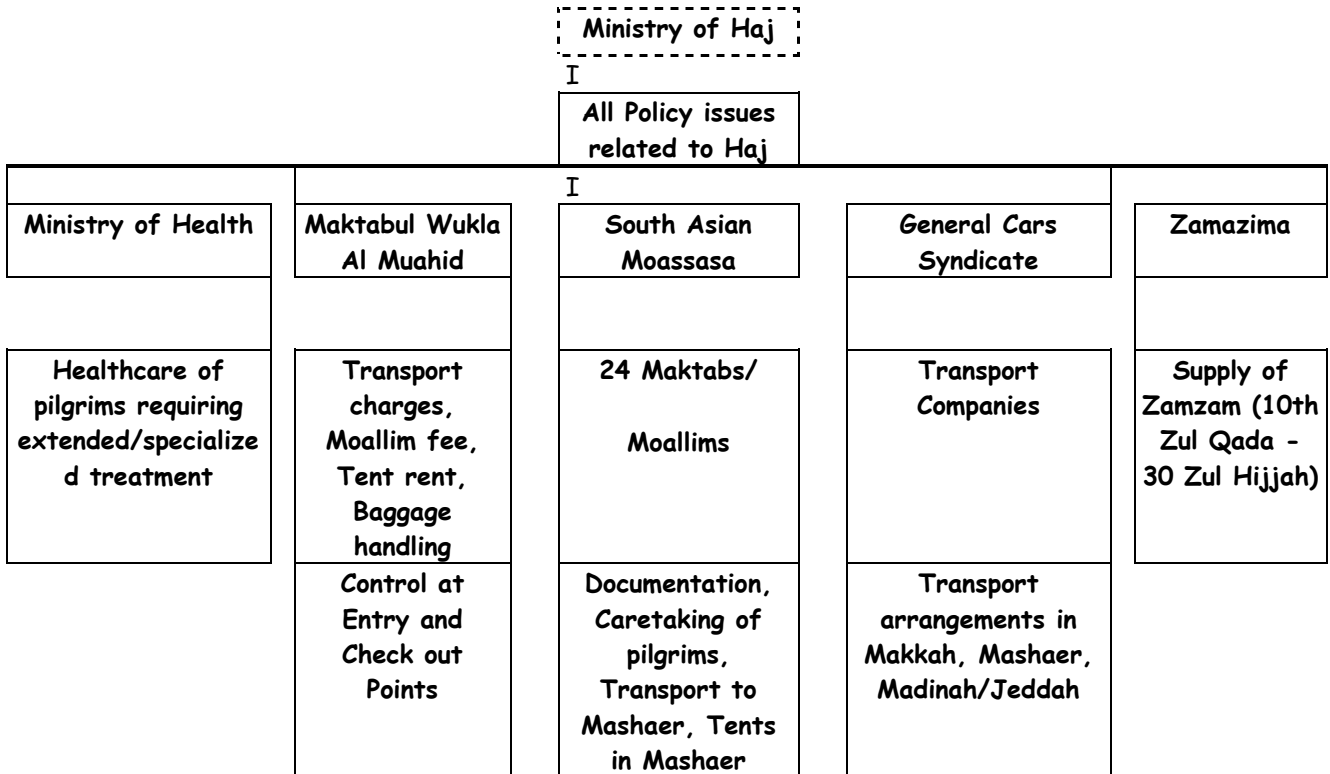 Ministry of Haj
I
All Policy issues
related to Haj
I
Ministry of Health
Maktabul Wukla
Al Muahid
South Asian
Moassasa
General Cars
Syndicate
Zamazima
Healthcare of
pilgrims requiring
extended/specialize
d treatment
Transport
charges,
Moallim fee,
Tent rent,
Baggage
handling
24 Maktabs/
Moallims
Transport
Companies
Supply of
Zamzam (10th
Zul Qada -
30 Zul Hijjah)
Control at
Entry and
Check out
Points
Documentation,
Caretaking of
pilgrims,
Transport to
Mashaer, Tents
in Mashaer
Transport
arrangements in
Makkah, Mashaer,
Madinah/Jeddah